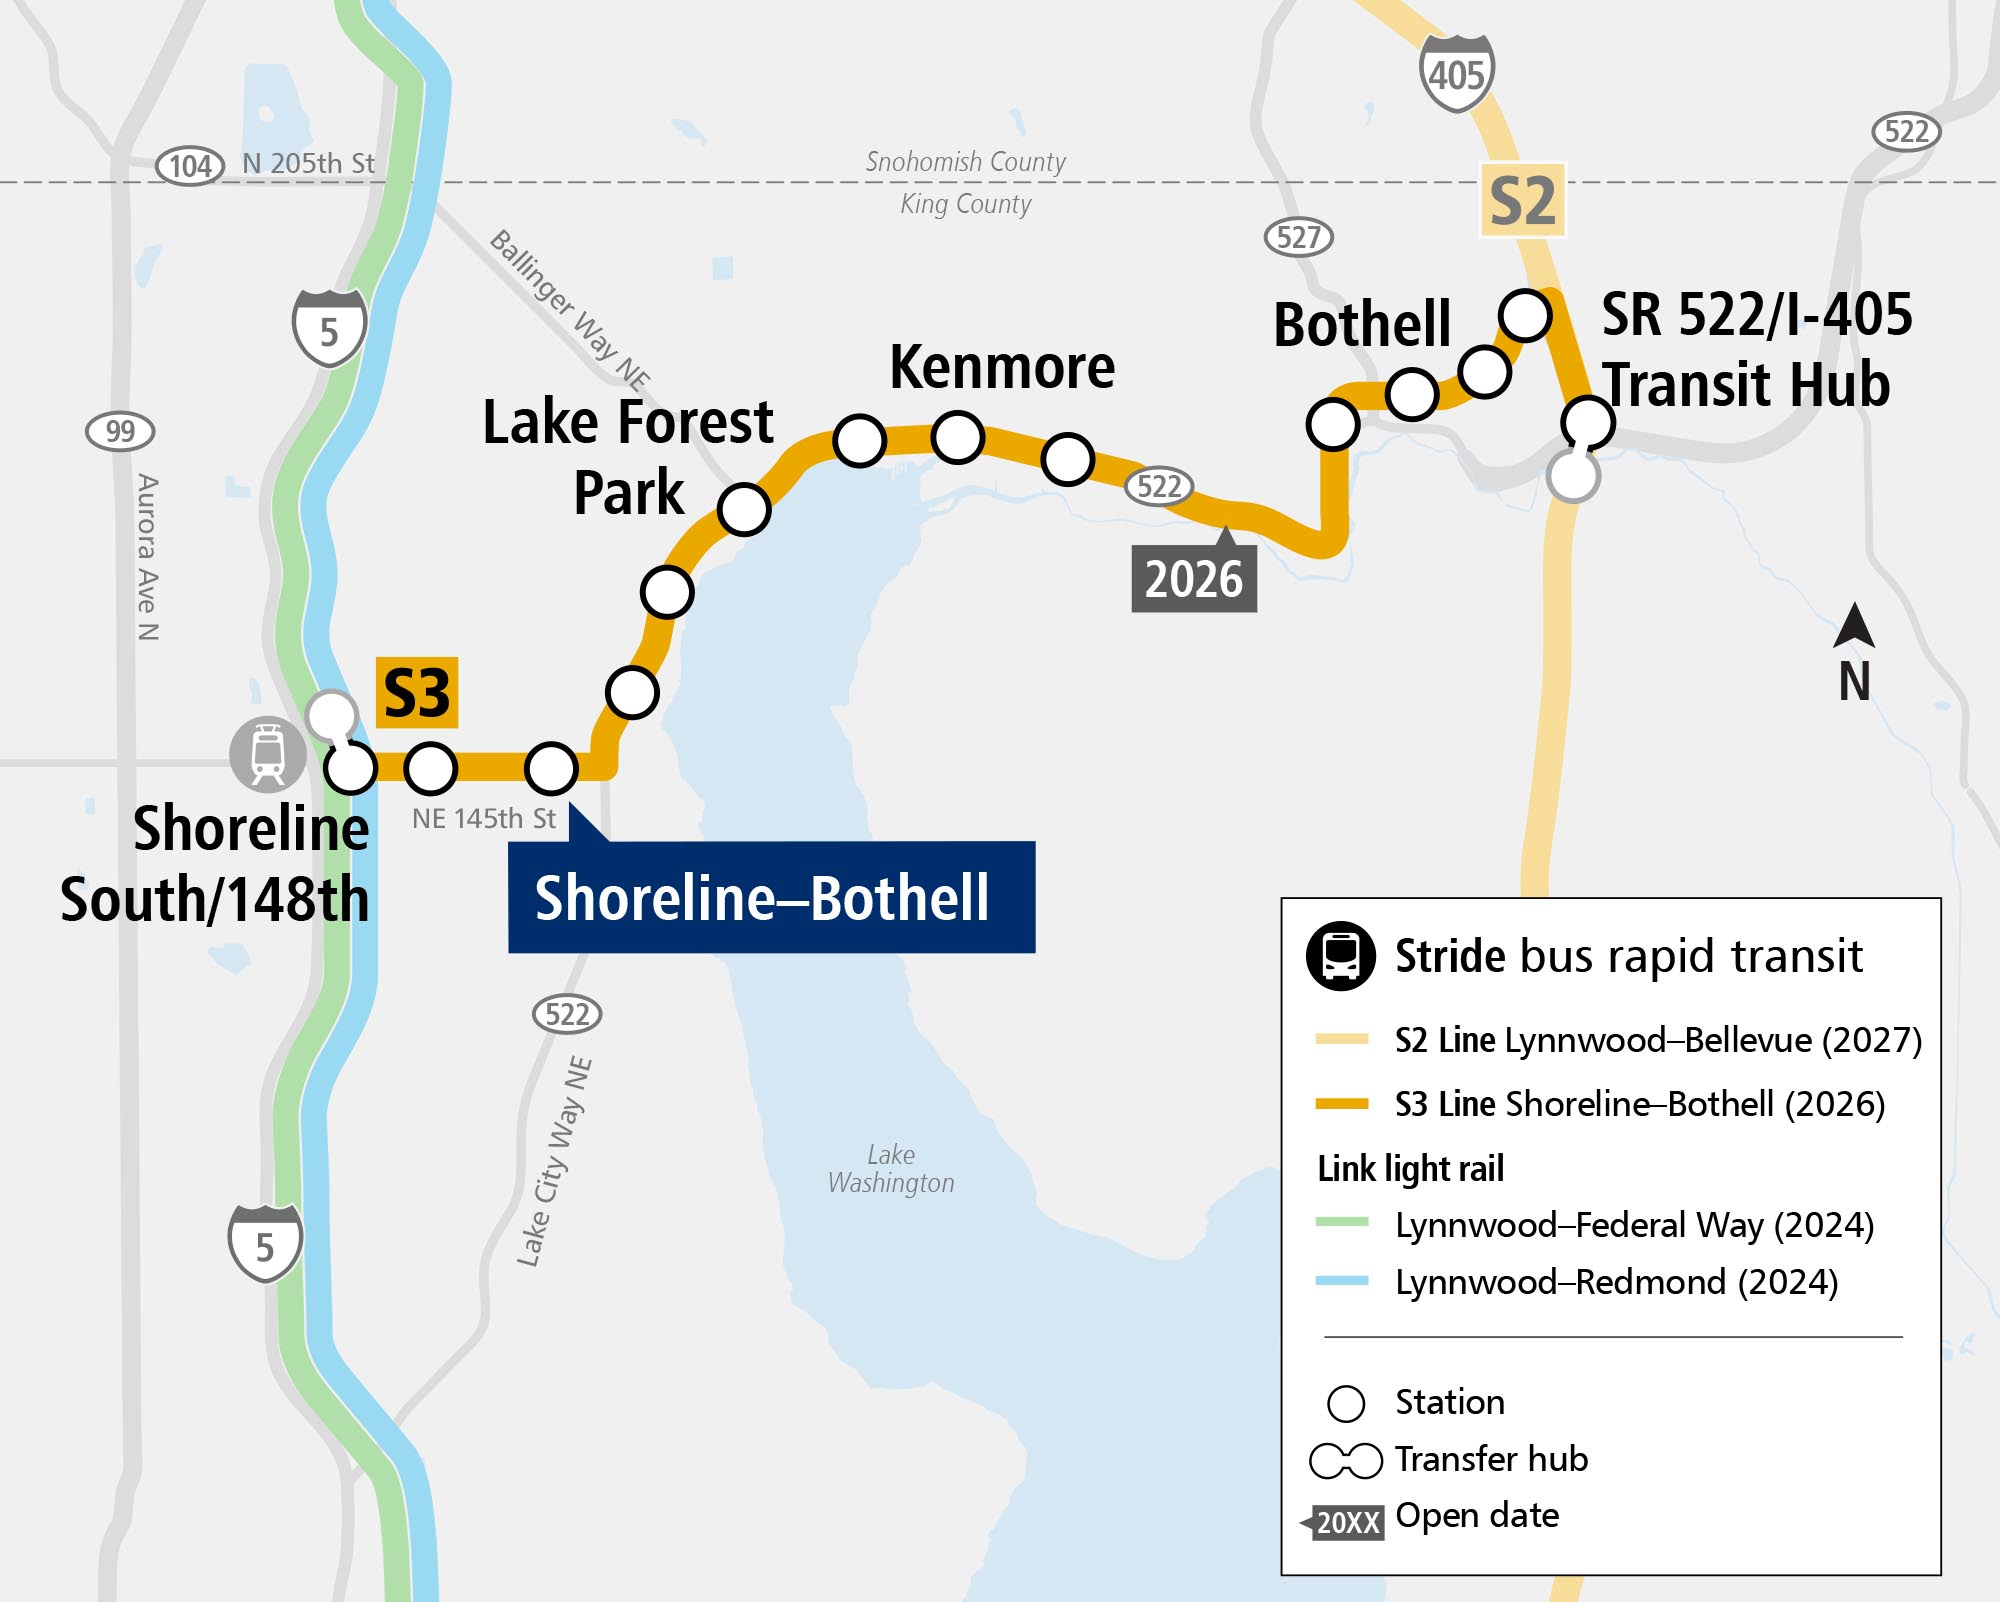 405
522
104
N 205th St
Snohomish County
King County
S2
527
Ballinger Way NE
5
SR 522/I-405
Transit Hub
Bothell
Kenmore
Lake Forest
Park
99
Aurora Ave N
522
2026
N
S3
NE 145th St
Shoreline
South/148th
Shoreline–Bothell
522
Lake City Way NE
Lake
Washington
5
Stride bus rapid transit
S2 Line Lynnwood–Bellevue (2027)
S3 Line Shoreline–Bothell (2026)
Link light rail
Lynnwood–Federal Way (2024)
Lynnwood–Redmond (2024)
Station
Transfer hub
20XX Open date